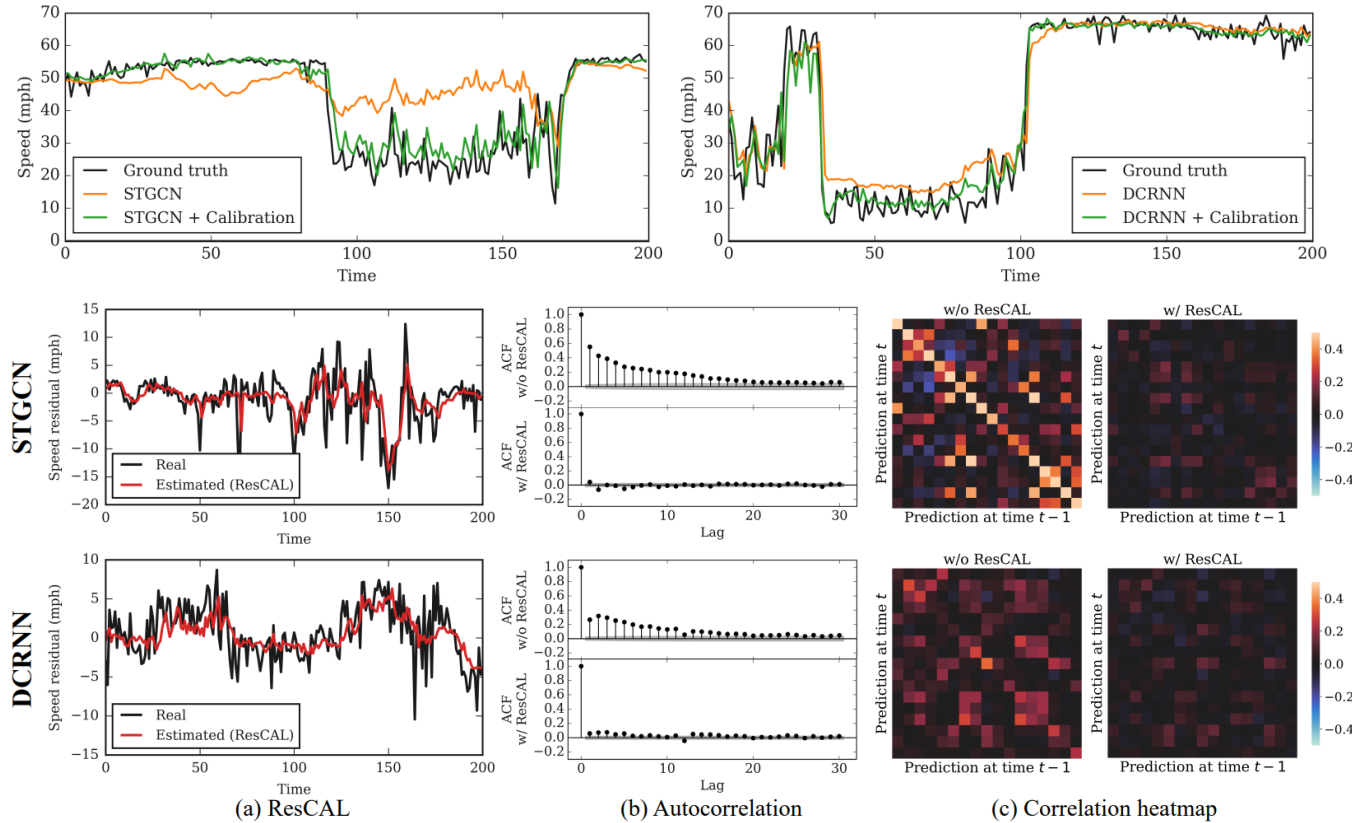 70
60
50
40
30
20
10
0
Speed (mph)
Ground truth
STGCN
STGCN + Calibration
0 50 100 150 200
Time
70
60
50
40
30
20
10
0
Speed (mph)
Ground truth
DCRNN
DCRNN + Calibration
0 50 100 150 200
Time
STGCN
15
10
5
0
−5
−10
−15
−20
Speed residual (mph)
Real
Estimated (ResCAL)
0 50 100 150 200
Time
1.0
0.8
0.6
0.4
0.2
0.0
−0.2
ACF
w/o ResCAL
1.0
0.8
0.6
0.4
0.2
0.0
−0.2
ACF
w/ ResCAL
0 10 20 30
Lag
w/o ResCAL
Prediction at time t
Prediction at time t − 1
w/ ResCAL
Prediction at time t
Prediction at time t − 1
0.4
0.2
0.0
−0.2
−0.4
DCRNN
10
5
0
−5
−10
−15
Speed residual (mph)
Real
Estimated (ResCAL)
0 50 100 150 200
Time
1.0
0.8
0.6
0.4
0.2
0.0
−0.2
ACF
w/o ResCAL
1.0
0.8
0.6
0.4
0.2
0.0
−0.2
ACF
w/ ResCAL
0 10 20 30
Lag
w/o ResCAL
Prediction at time t
Prediction at time t − 1
w/ ResCAL
Prediction at time t
Prediction at time t − 1
0.4
0.2
0.0
−0.2
−0.4
(a) ResCAL
(b) Autocorrelation
(c) Correlation heatmap